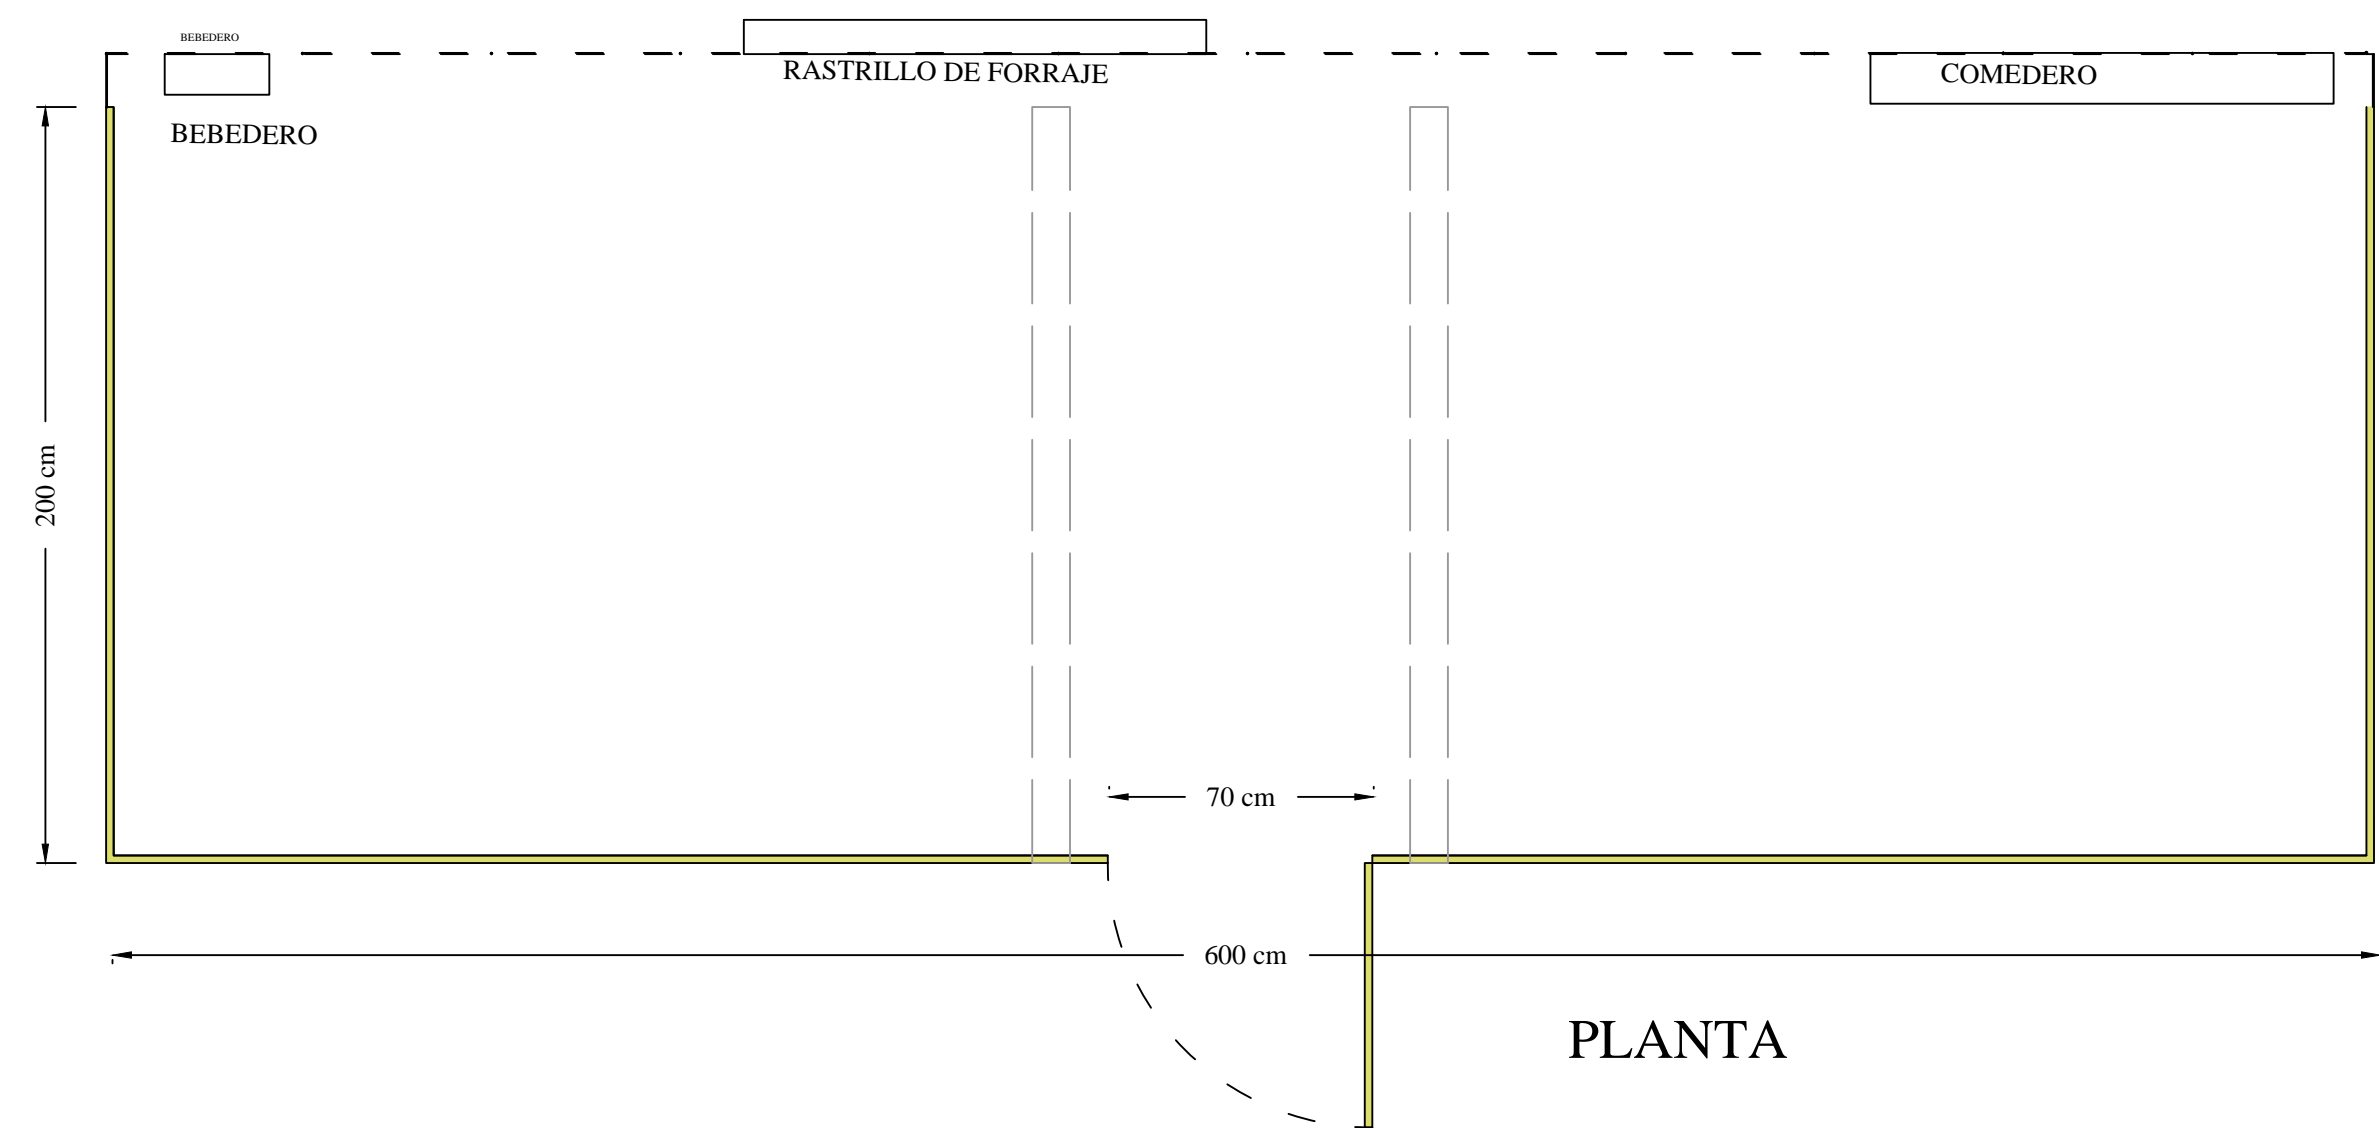 BEBEDERO
RASTRILLO DE FORRAJE
COMEDERO
BEBEDERO
200 cm
70 cm
600 cm
PLANTA